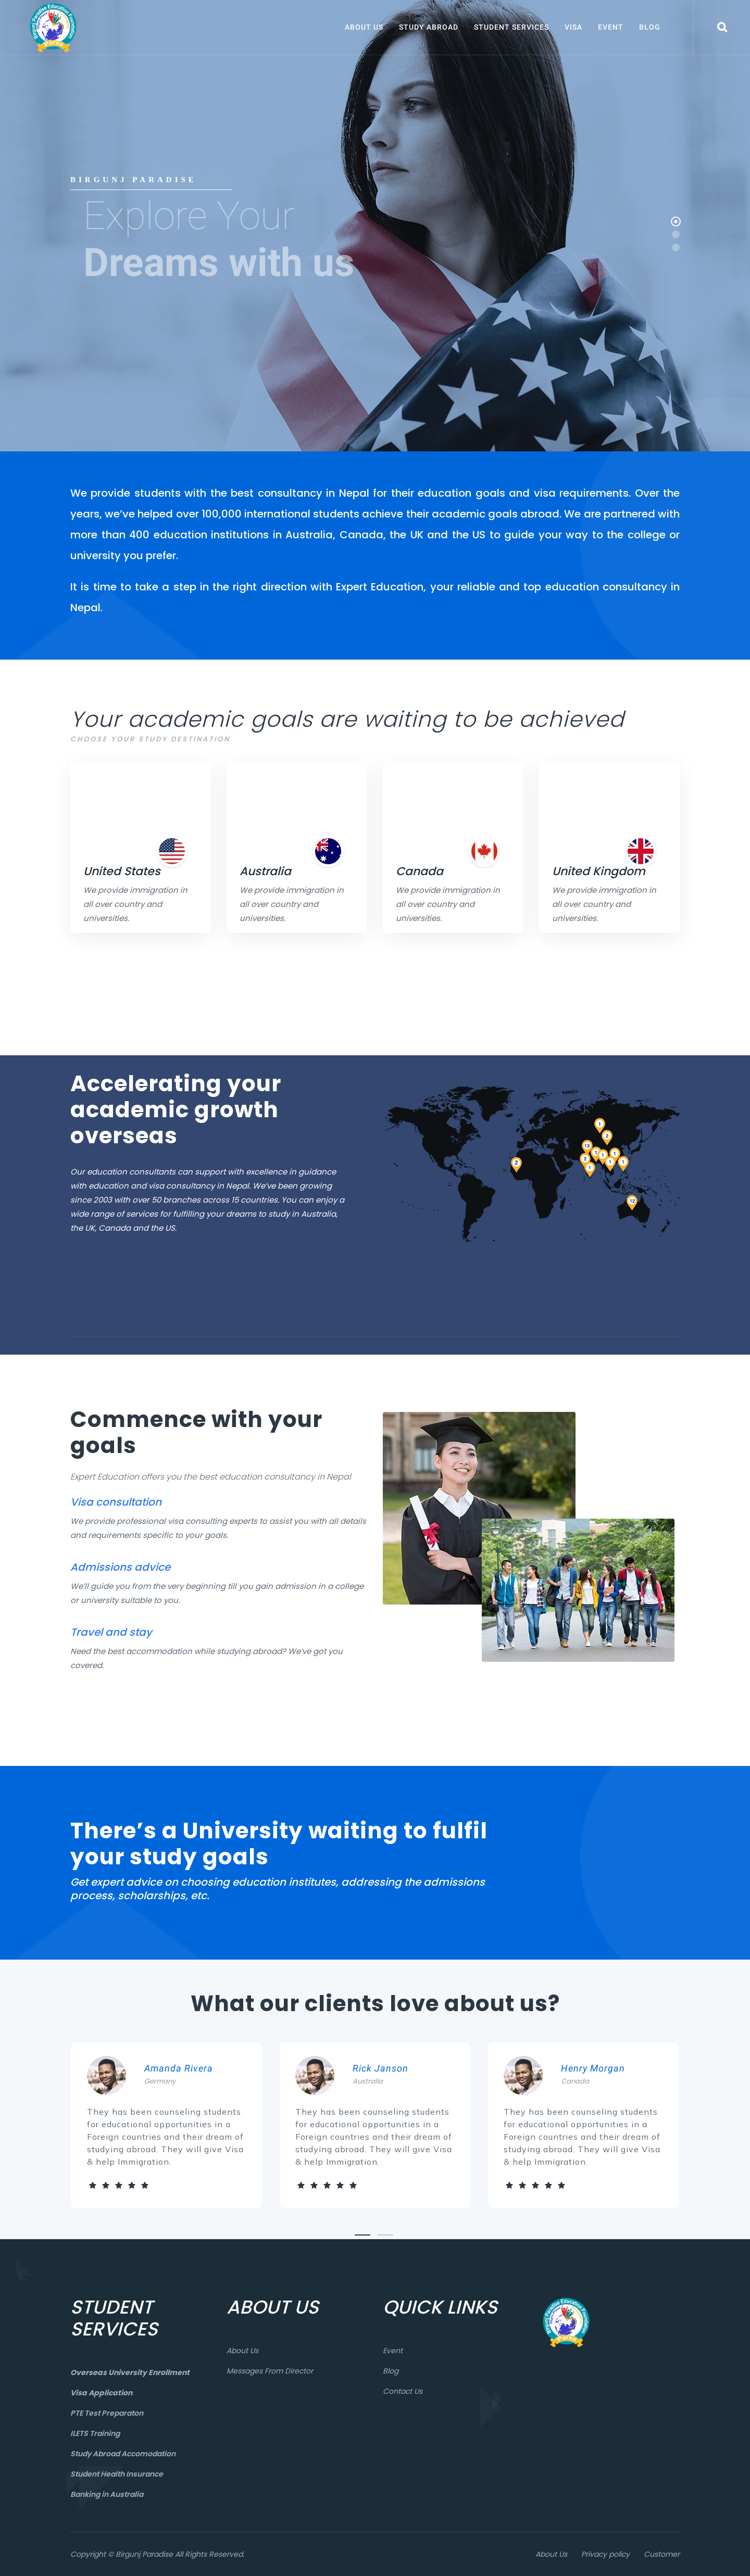 ABOUT US STUDY ABROAD STUDENT SERVICES VISA EVENT BLOG
BIRGUNJ PARADISE
Explore Your
Dreams with us
We provide students with the best consultancy in Nepal for their education goals and visa requirements. Over the
years, we’ve helped over 100,000 international students achieve their academic goals abroad. We are partnered with
more than 400 education institutions in Australia, Canada, the UK and the US to guide your way to the college or
university you prefer.
It is time to take a step in the right direction with Expert Education, your reliable and top education consultancy in
Nepal.
Your academic goals are waiting to be achieved
CHOOSE YOUR STUDY DESTINATION
United States
We provide immigration in
all over country and
universities.
Australia
We provide immigration in
all over country and
universities.
Canada
We provide immigration in
all over country and
universities.
United Kingdom
We provide immigration in
all over country and
universities.
Accelerating your
academic growth
overseas
Our education consultants can support with excellence in guidance
with education and visa consultancy in Nepal. We’ve been growing
since 2003 with over 50 branches across 15 countries. You can enjoy a
wide range of services for fulfilling your dreams to study in Australia,
the UK, Canada and the US.
2
12
Commence with your
goals
Expert Education offers you the best education consultancy in Nepal
Visa consultation
We provide professional visa consulting experts to assist you with all details
and requirements specific to your goals.
Admissions advice
We’ll guide you from the very beginning till you gain admission in a college
or university suitable to you.
Travel and stay
Need the best accommodation while studying abroad? We’ve got you
covered.
There’s a University waiting to fulfil
your study goals
Get expert advice on choosing education institutes, addressing the admissions
process, scholarships, etc.
What our clients love about us?
Amanda Rivera
Germany
They has been counseling students
for educational opportunities in a
Foreign countries and their dream of
studying abroad. They will give Visa
& help Immigration.
Rick Janson
Australia
They has been counseling students
for educational opportunities in a
Foreign countries and their dream of
studying abroad. They will give Visa
& help Immigration.
Henry Morgan
Canada
They has been counseling students
for educational opportunities in a
Foreign countries and their dream of
studying abroad. They will give Visa
& help Immigration.
STUDENT
SERVICES
Overseas University Enrollment
Visa Application
PTE Test Preparaton
ILETS Training
Study Abroad Accomodation
Student Health Insurance
Banking in Australia
ABOUT US
About Us
Messages From Director
QUICK LINKS
Event
Blog
Contact Us
Copyright © Birgunj Paradise All Rights Reserved.
About Us Privacy policy Customer